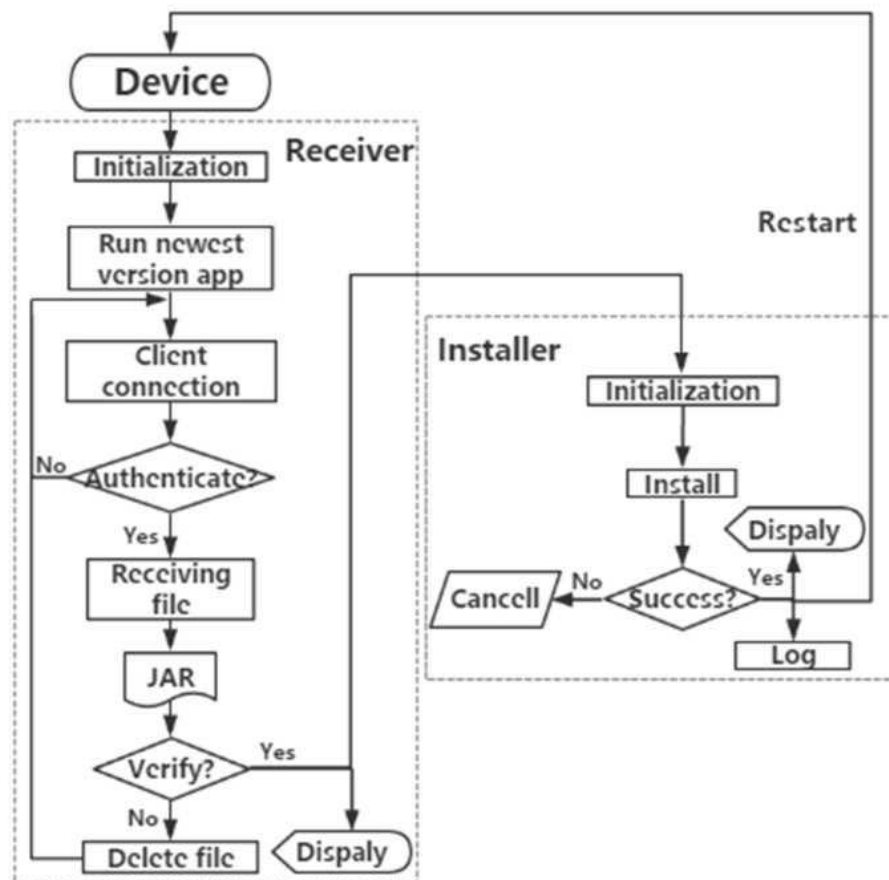 Device
Receiver
Initialization
Run newest
version app
Client
connection
No
Authenticate?
Yes
Receiving
file
JAR
Verify?
Yes
No
Delete file
Dispaly
Restart
Installer
Initialization
Install
Dispaly
Success?
No
Yes
Cancell
Log